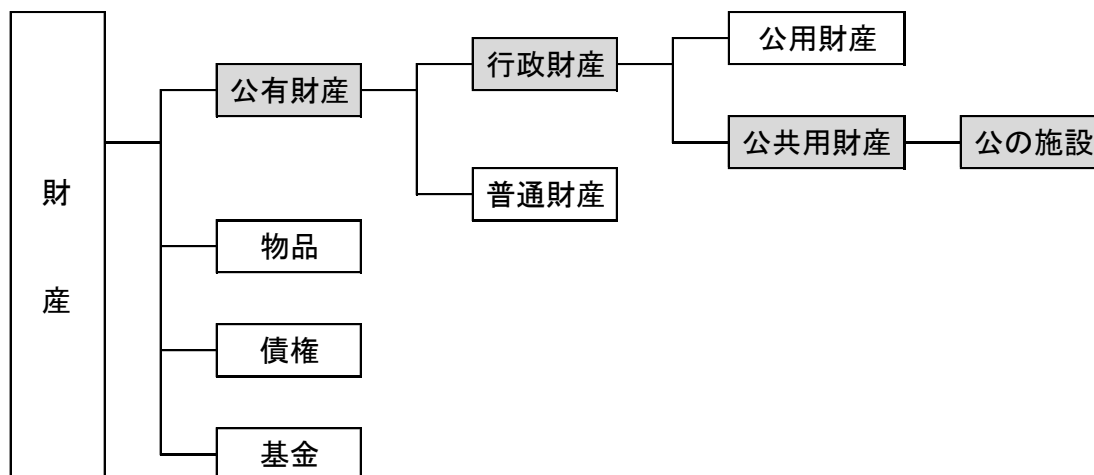 財産
公有財産
行政財産
公用財産
公共用財産
公の施設
普通財産
物品
債権
基金